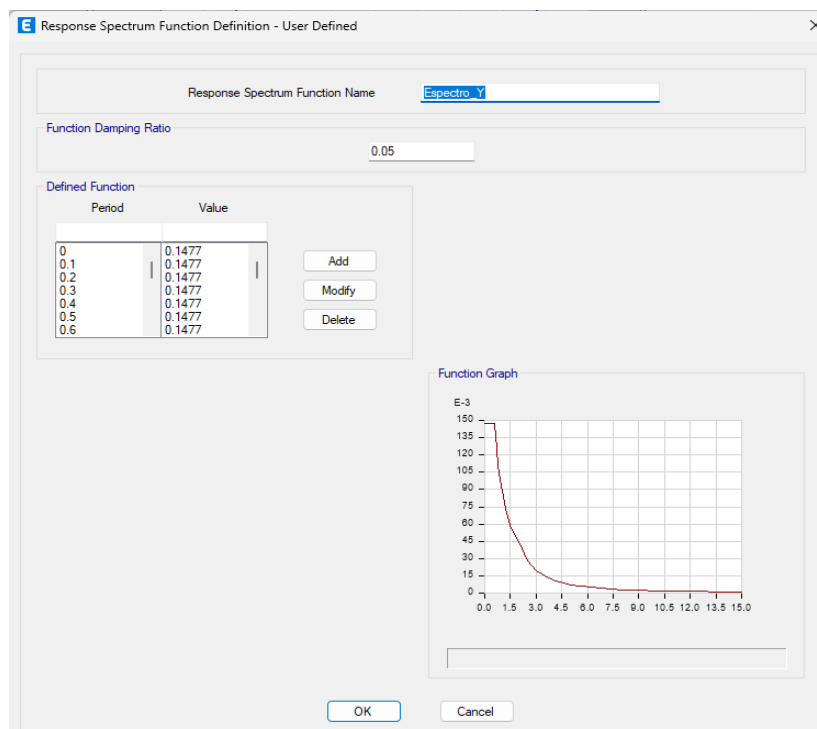 E Response Spectrum Function Definition - User Defined
Response Spectrum Function Name Espectro_Y
Function Damping Ratio
0.05
Defined Function
Period Value
0 0.1477
0.1 0.1477
0.2 0.1477
0.3 0.1477
0.4 0.1477
0.5 0.1477
0.6 0.1477
Add
Modify
Delete
Function Graph
E-3
150
135
120
105
90
75
60
45
30
15
0
0.0 1.5 3.0 4.5 6.0 7.5 9.0 10.5 12.0 13.5 15.0
OK Cancel